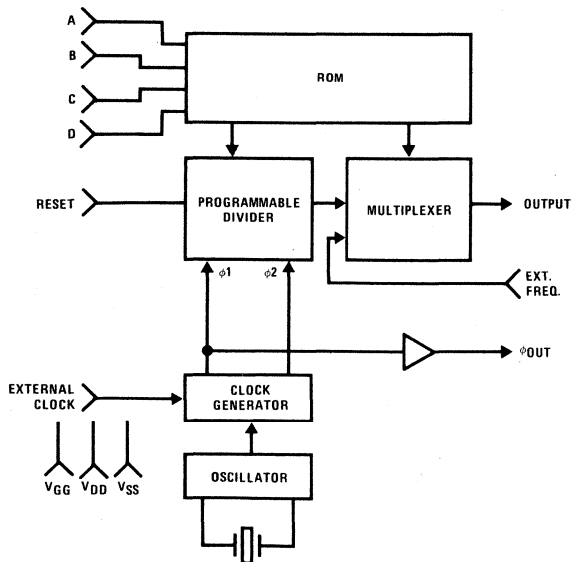 A
B
C
D
ROM
RESET
PROGRAMMABLE
DIVIDER
MULTIPLEXER
OUTPUT
ϕ1
ϕ2
EXT.
FREQ.
ϕOUT
EXTERNAL
CLOCK
CLOCK
GENERATOR
VGG
VDD
VSS
OSCILLATOR